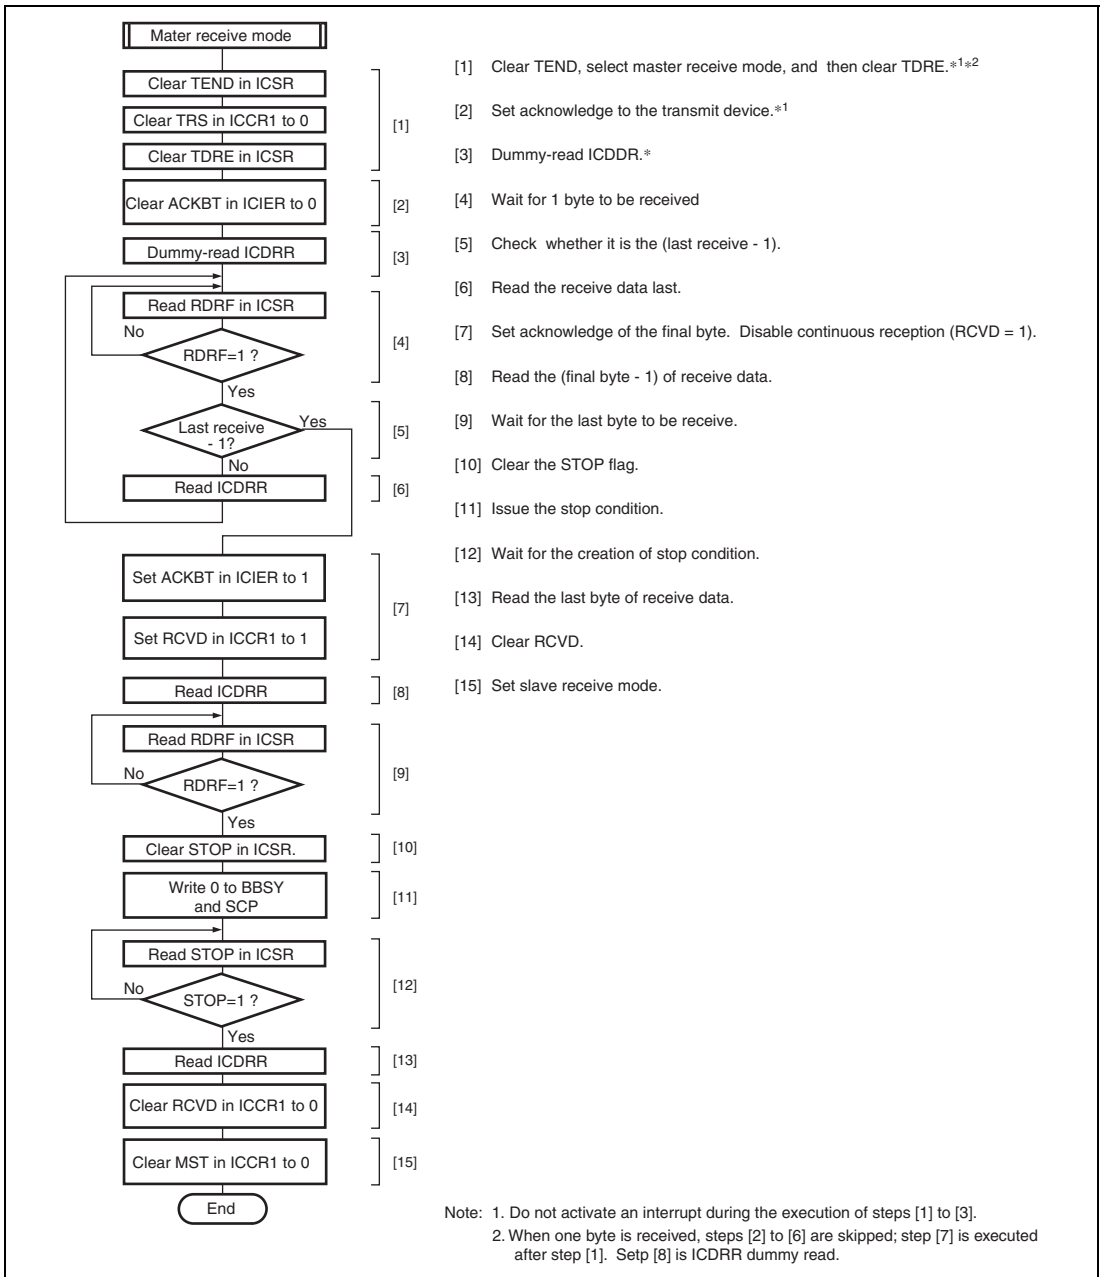 Mater receive mode
Clear TEND in ICSR
Clear TRS in ICCR1 to 0
Clear TDRE in ICSR
[1]
Clear ACKBT in ICIER to 0
[2]
Dummy-read ICDRR
[3]
Read RDRF in ICSR
No
RDRF=1 ?
[4]
Yes
Last receive
- 1?
Yes
[5]
No
Read ICDRR
[6]
Set ACKBT in ICIER to 1
[7]
Set RCVD in ICCR1 to 1
Read ICDRR
[8]
Read RDRF in ICSR
No
RDRF=1 ?
[9]
Yes
Clear STOP in ICSR.
[10]
Write 0 to BBSY
and SCP
[11]
Read STOP in ICSR
No
STOP=1 ?
[12]
Yes
Read ICDRR
[13]
Clear RCVD in ICCR1 to 0
[14]
Clear MST in ICCR1 to 0
[15]
End
[1] Clear TEND, select master receive mode, and then clear TDRE.*1*2
[2] Set acknowledge to the transmit device.*1
[3] Dummy-read ICDDR.*
[4] Wait for 1 byte to be received
[5] Check whether it is the (last receive - 1).
[6] Read the receive data last.
[7] Set acknowledge of the final byte. Disable continuous reception (RCVD = 1).
[8] Read the (final byte - 1) of receive data.
[9] Wait for the last byte to be receive.
[10] Clear the STOP flag.
[11] Issue the stop condition.
[12] Wait for the creation of stop condition.
[13] Read the last byte of receive data.
[14] Clear RCVD.
[15] Set slave receive mode.
Note: 1. Do not activate an interrupt during the execution of steps [1] to [3].
2. When one byte is received, steps [2] to [6] are skipped; step [7] is executed
after step [1]. Setp [8] is ICDRR dummy read.